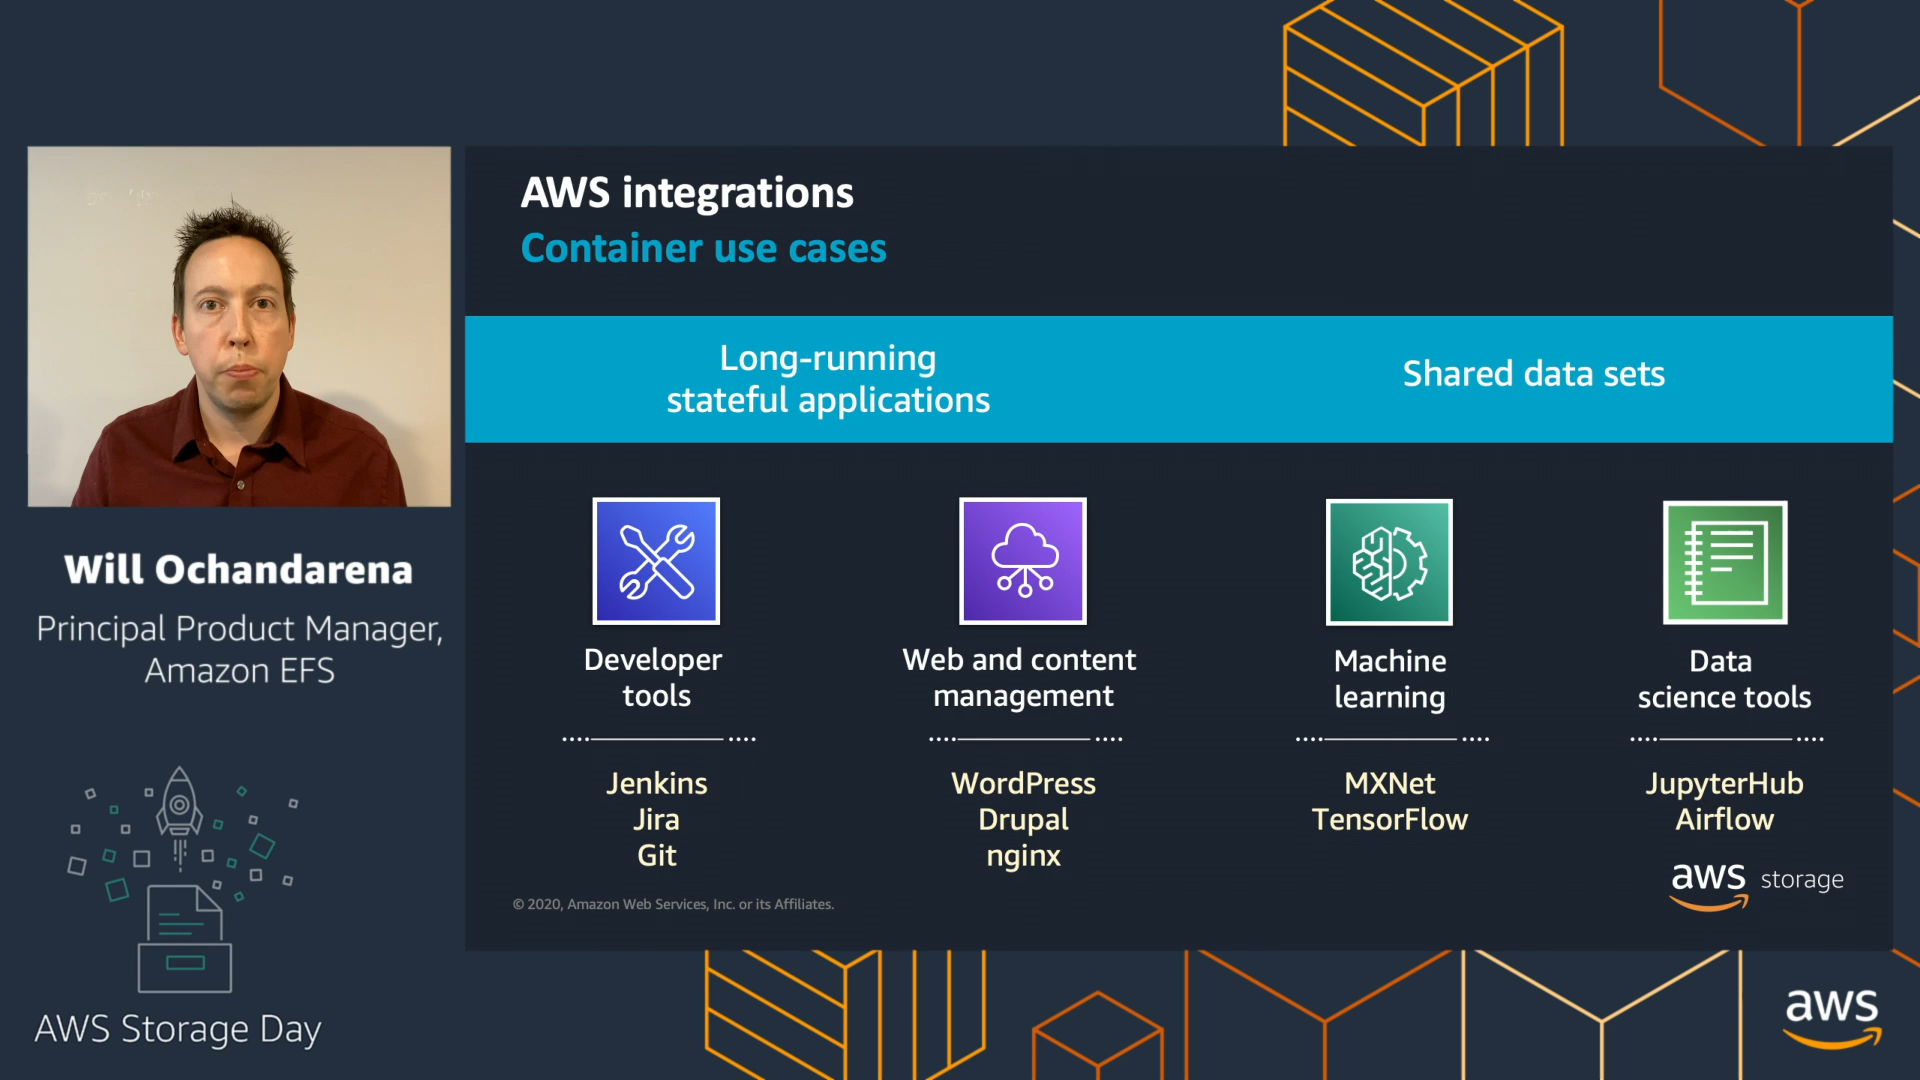 AWS integrations
Container use cases
Long-running
stateful applications
Shared data sets
Developer
tools
Jenkins
Jira
Git
Web and content
management
WordPress
Drupal
nginx
Machine
learning
MXNet
TensorFlow
Data
science tools
JupyterHub
Airflow
© 2020, Amazon Web Services, Inc. or its Affiliates.
aws storage
Will Ochandarena
Principal Product Manager,
Amazon EFS
AWS Storage Day
aws